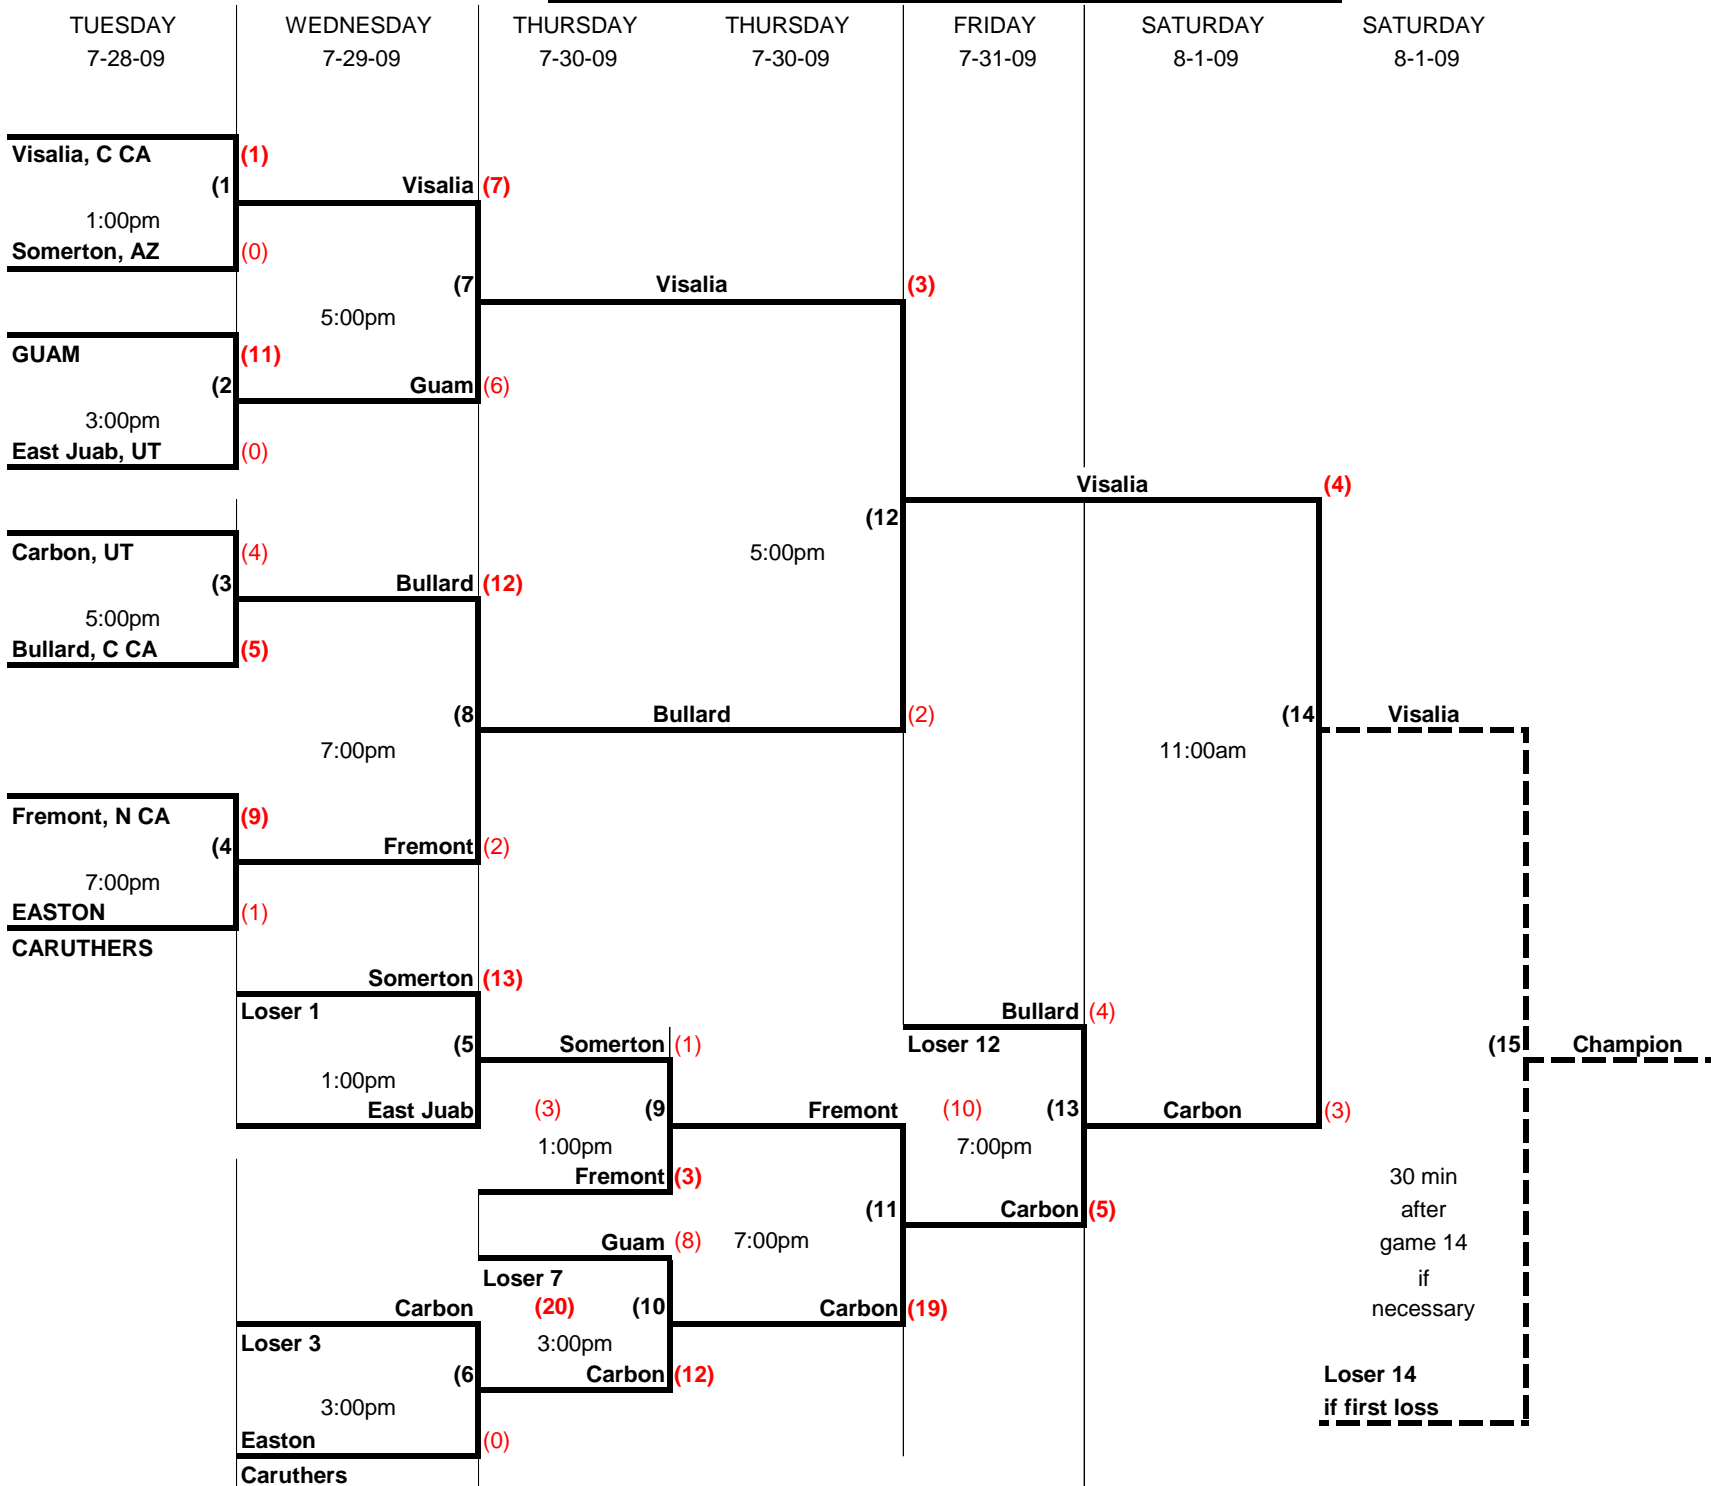 TUESDAY WEDNESDAY THURSDAY THURSDAY FRIDAY SATURDAY SATURDAY
7-28-09 7-29-09 7-30-09 7-30-09 7-31-09 8-1-09 8-1-09
Visalia, C CA (1)
(1 Visalia (7)
1:00pm
Somerton, AZ (0)
(7 Visalia (3)
5:00pm
GUAM (11)
(2 Guam (6)
3:00pm
East Juab, UT (0)
Visalia (4)
(12
Carbon, UT (4) 5:00pm
(3 Bullard (12)
5:00pm
Bullard, C CA (5)
(8 Bullard (2) (14 Visalia
7:00pm 11:00am
Fremont, N CA (9)
(4 Fremont (2)
7:00pm
EASTON (1)
CARUTHERS
Somerton (13)
Loser 1 Bullard (4)
(5 Somerton (1) Loser 12 (15 Champion
1:00pm
East Juab (3) (9 Fremont (10) (13 Carbon (3)
1:00pm 7:00pm
Fremont (3) 30 min
(11 Carbon (5) after
Guam (8) 7:00pm game 14
Loser 7 if
Carbon (20) (10 Carbon (19) necessary
Loser 3 3:00pm
(6 Carbon (12) Loser 14
3:00pm if first loss
Easton (0)
Caruthers